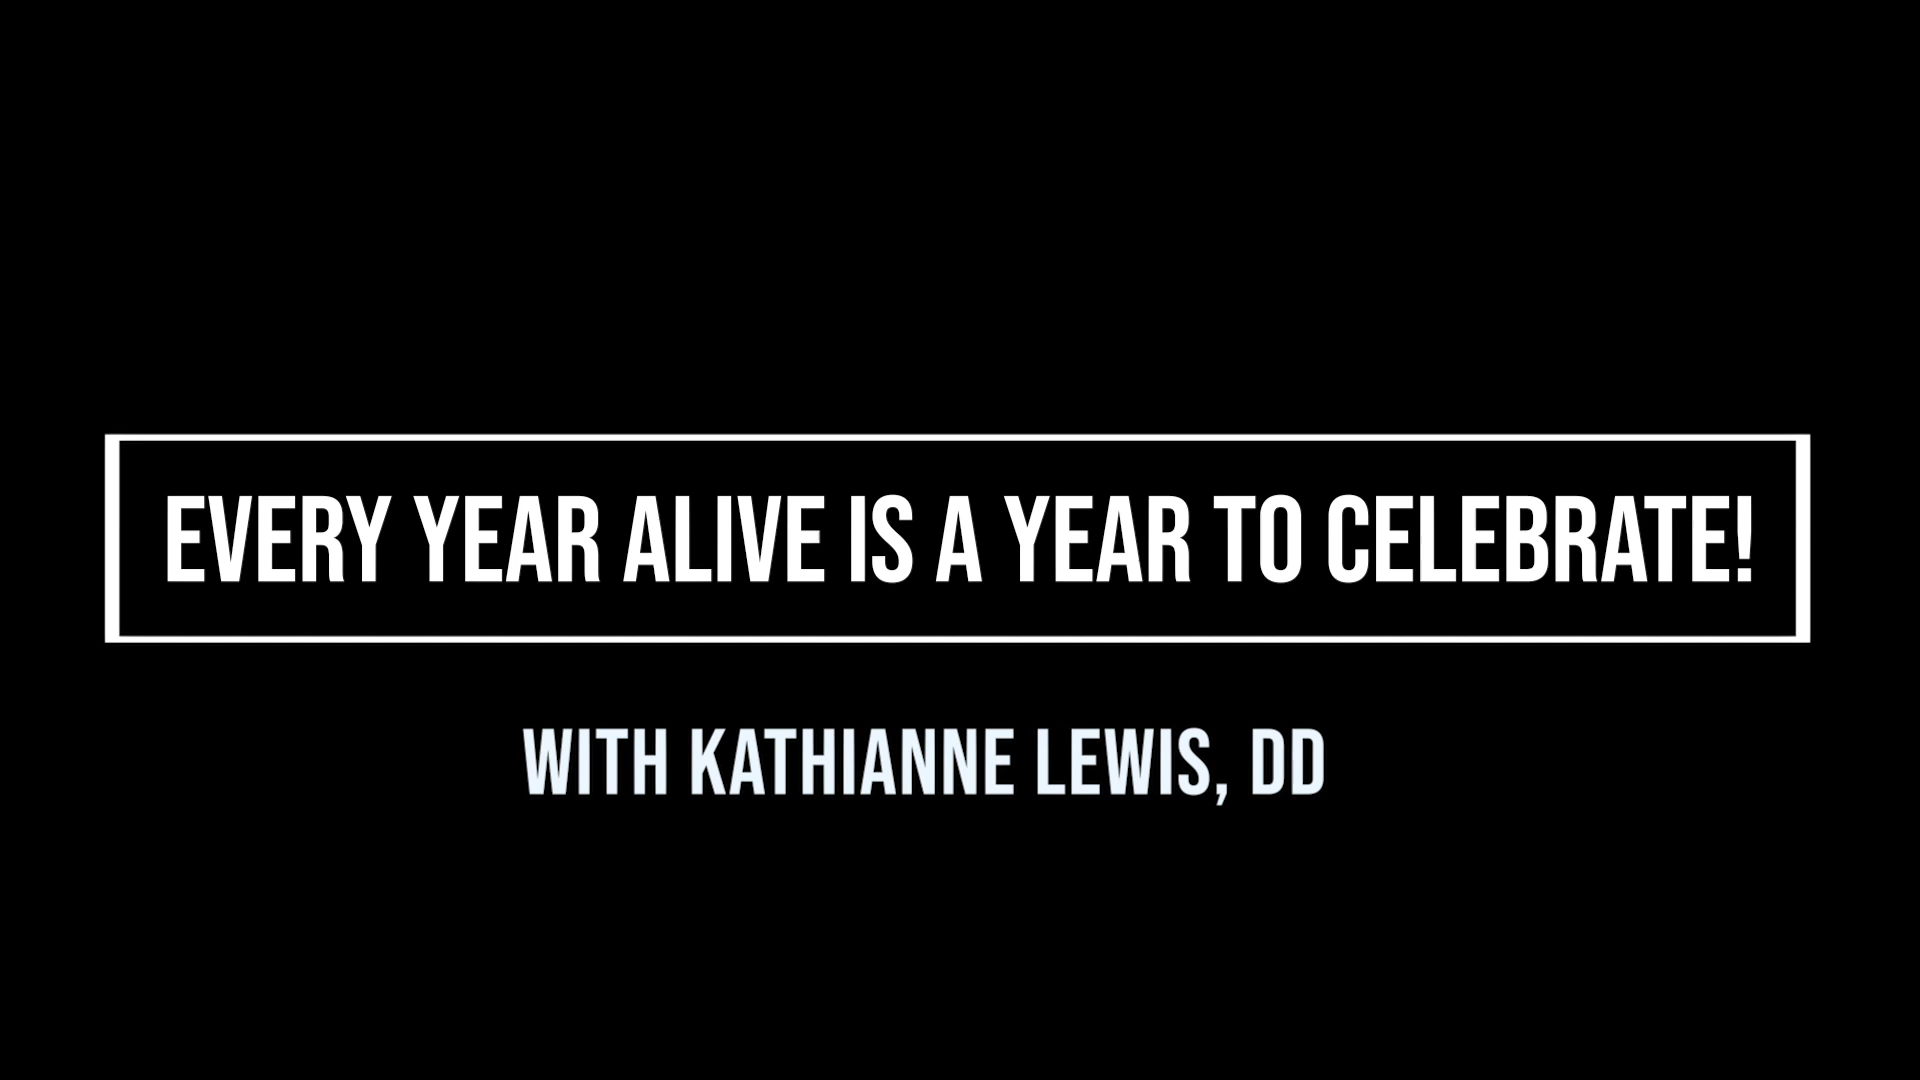 EVERY YEAR ALIVE IS A YEAR TO CELEBRATE!
WITH KATHIANNE LEWIS, DD